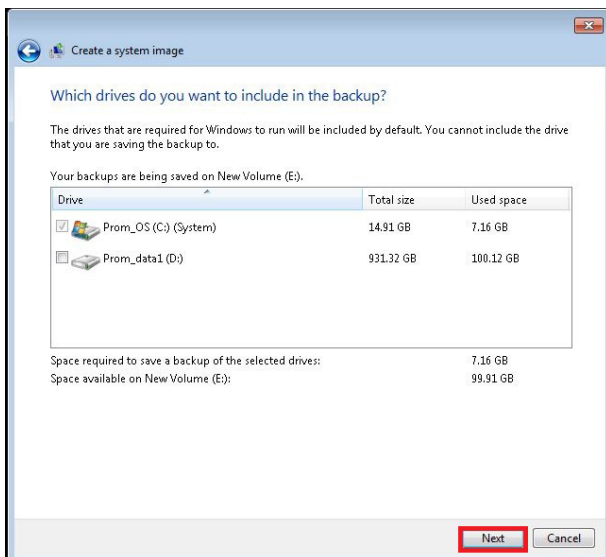 Create a system image
Which drives do you want to include in the backup?
The drives that are required for Windows to run will be included by default. You cannot include the drive
that you are saving the backup to.
Your backups are being saved on New Volume (E:).
Drive Total size Used space
Prom_OS (C:) (System) 14.91 GB 7.16 GB
Prom_data1 (D:) 931.32 GB 100.12 GB
Space required to save a backup of the selected drives: 7.16 GB
Space available on New Volume (E:): 99.91 GB
Next Cancel